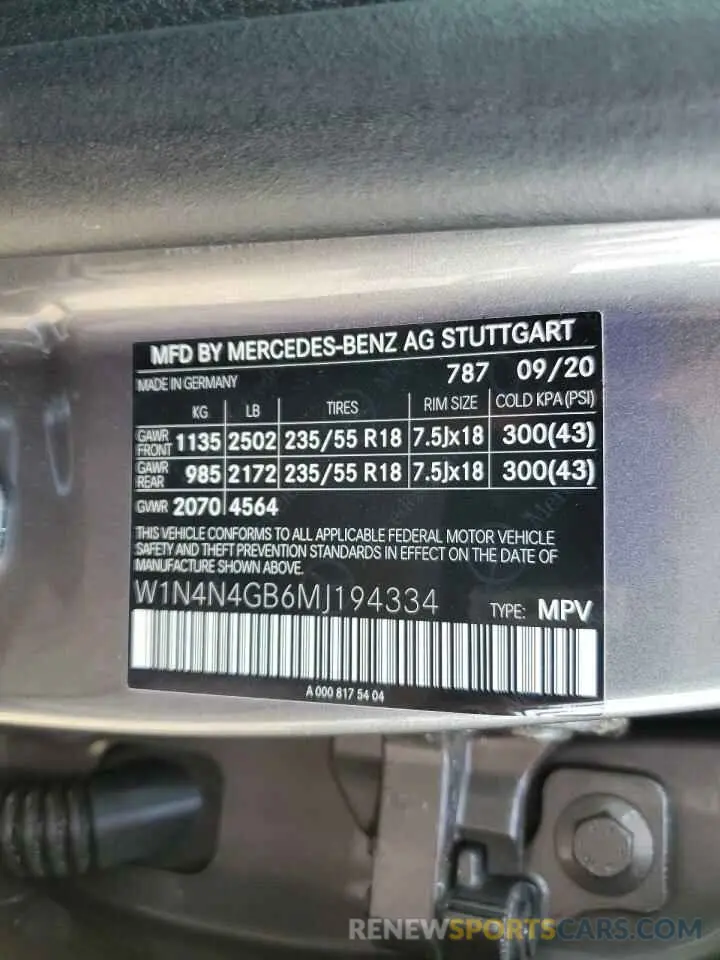 MFD BY MERCEDES-BENZ AG STUTTGART
MADE IN GERMANY 787 09/20
KG LB TIRES RIM SIZE COLD KPA (PSI)
GAWR FRONT 1135 2502 235/55 R18 7.5Jx18 300(43)
GAWR REAR 985 2172 235/55 R18 7.5Jx18 300(43)
GVWR 2070 4564
THIS VEHICLE CONFORMS TO ALL APPLICABLE FEDERAL MOTOR VEHICLE
SAFETY AND THEFT PREVENTION STANDARDS IN EFFECT ON THE DATE OF
MANUFACTURE SHOWN ABOVE.
W1N4N4GB6MJ194334 TYPE: MPV
A 000 817 54 04
RENEWSPORTSCAR.COM